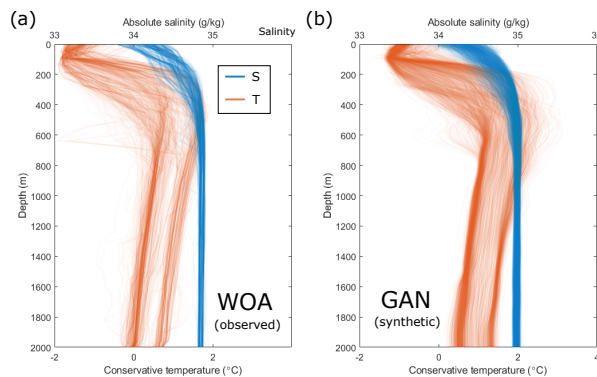 (a)
Absolute salinity (g/kg)
33 34 35
Salinity
0
200
400
600
800
1000
1200
1400
1600
1800
2000
Depth (m)
S
T
WOA
(observed)
-2 0 2
Conservative temperature (°C)
(b)
Absolute salinity (g/kg)
33 34 35 3
0
200
400
600
800
1000
1200
1400
1600
1800
2000
Depth (m)
GAN
(synthetic)
-2 0 2 4
Conservative temperature (°C)